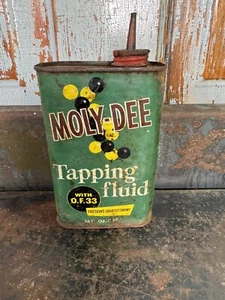 MOLY-DEE
Tapping
fluid
WITH
O.F.33